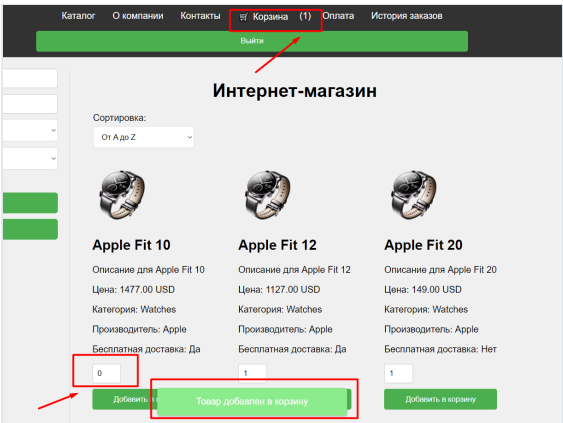 Каталог О компании Контакты Корзина (1) Оплата История заказов
Выйти
Интернет-магазин
Сортировка:
От A до Z
Apple Fit 10 Apple Fit 12 Apple Fit 20
Описание для Apple Fit 10 Описание для Apple Fit 12 Описание для Apple Fit 20
Цена: 1477.00 USD Цена: 1127.00 USD Цена: 149.00 USD
Категория: Watches Категория: Watches Категория: Watches
Производитель: Apple Производитель: Apple Производитель: Apple
Бесплатная доставка: Да Бесплатная доставка: Да Бесплатная доставка: Нет
0 1 1
Добавить в Товар добавлен в корзину Добавить в корзину